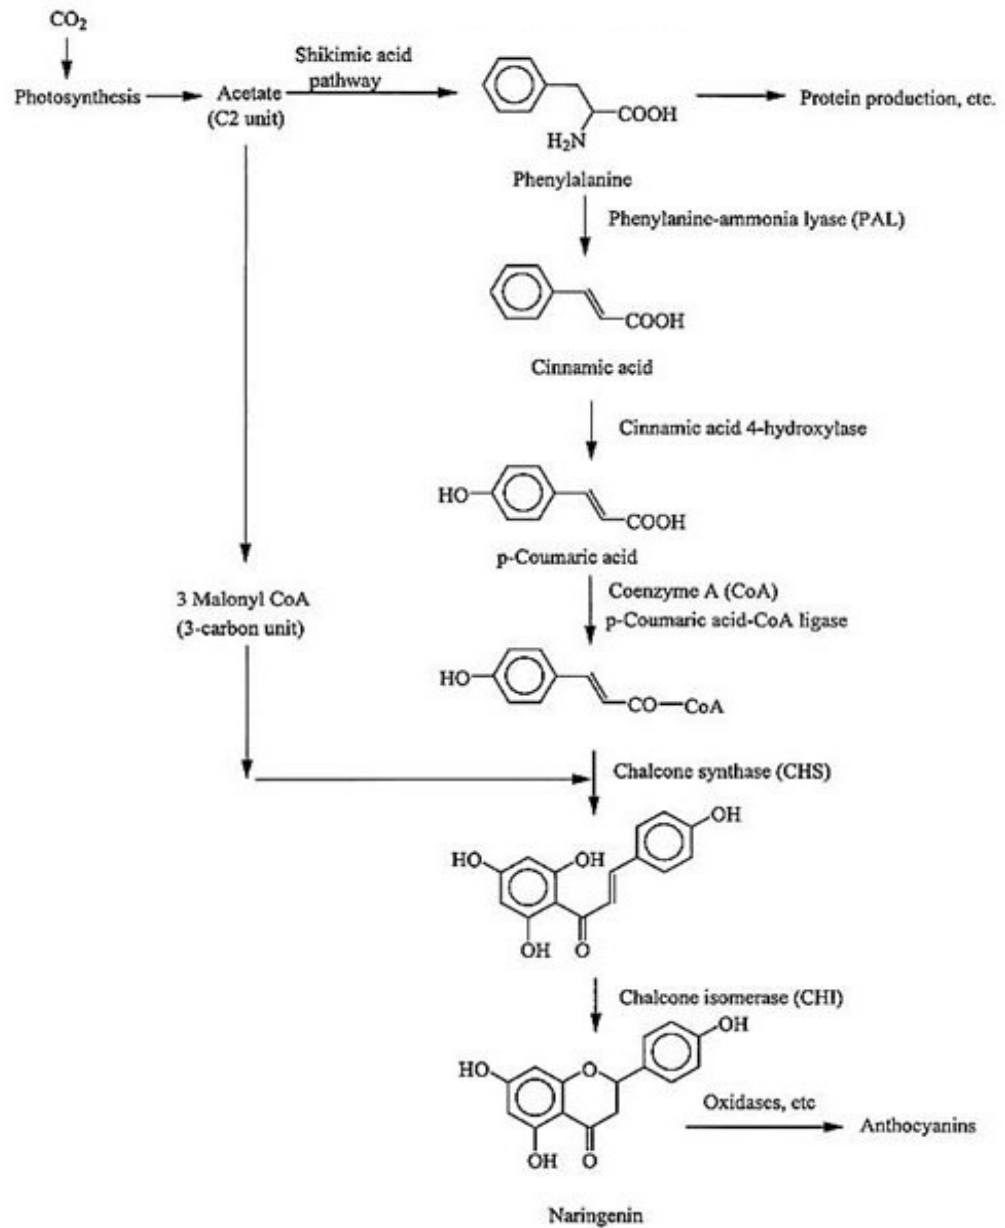 CO2
Shikimic acid
pathway
Photosynthesis
Acetate
(C2 unit)
COOH
H2N
Protein production, etc.
Phenylalanine
Phenylanine-ammonia lyase (PAL)
COOH
Cinnamic acid
Cinnamic acid 4-hydroxylase
HO
COOH
p-Coumaric acid
Coenzyme A (CoA)
p-Coumaric acid-CoA ligase
3 Malonyl CoA
(3-carbon unit)
HO
CO CoA
Chalcone synthase (CHS)
OH
HO
OH
OH
O
Chalcone isomerase (CHI)
OH
HO
O
Oxidases, etc
Anthocyanins
OH
O
Naringenin